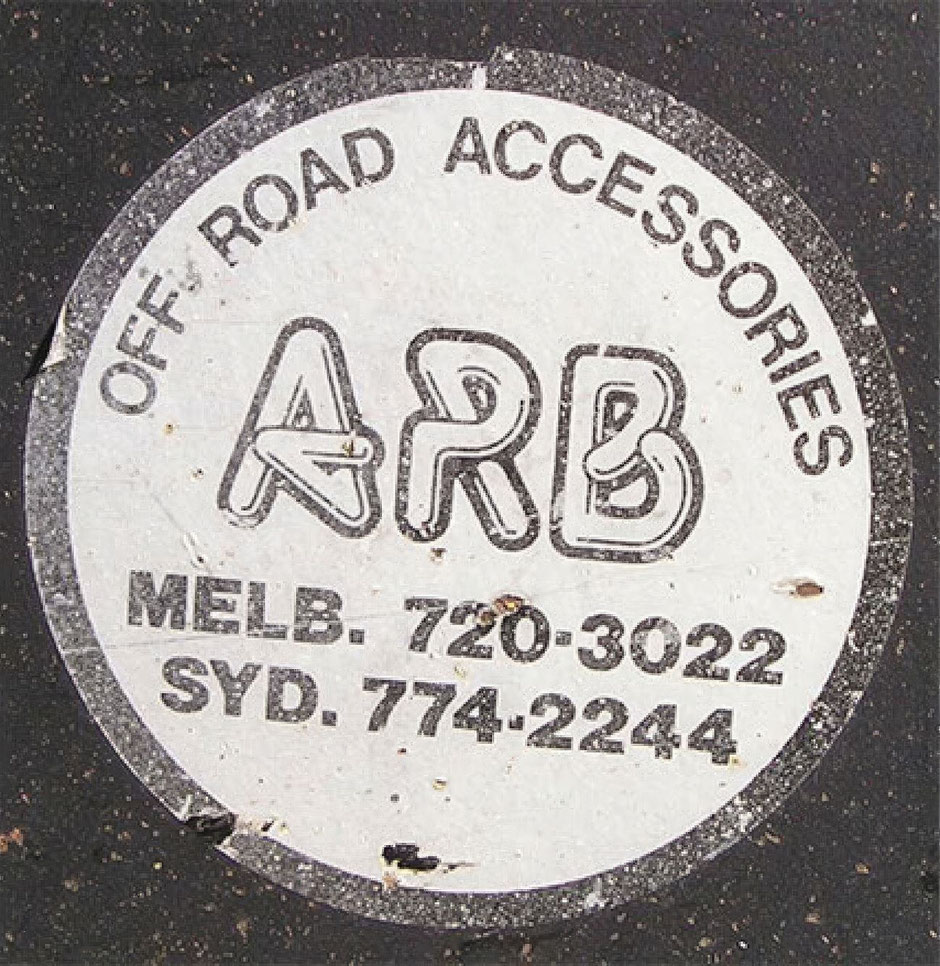 OFF ROAD ACCESSORIES
ARB
MELB. 720-3022
SYD. 774-2244